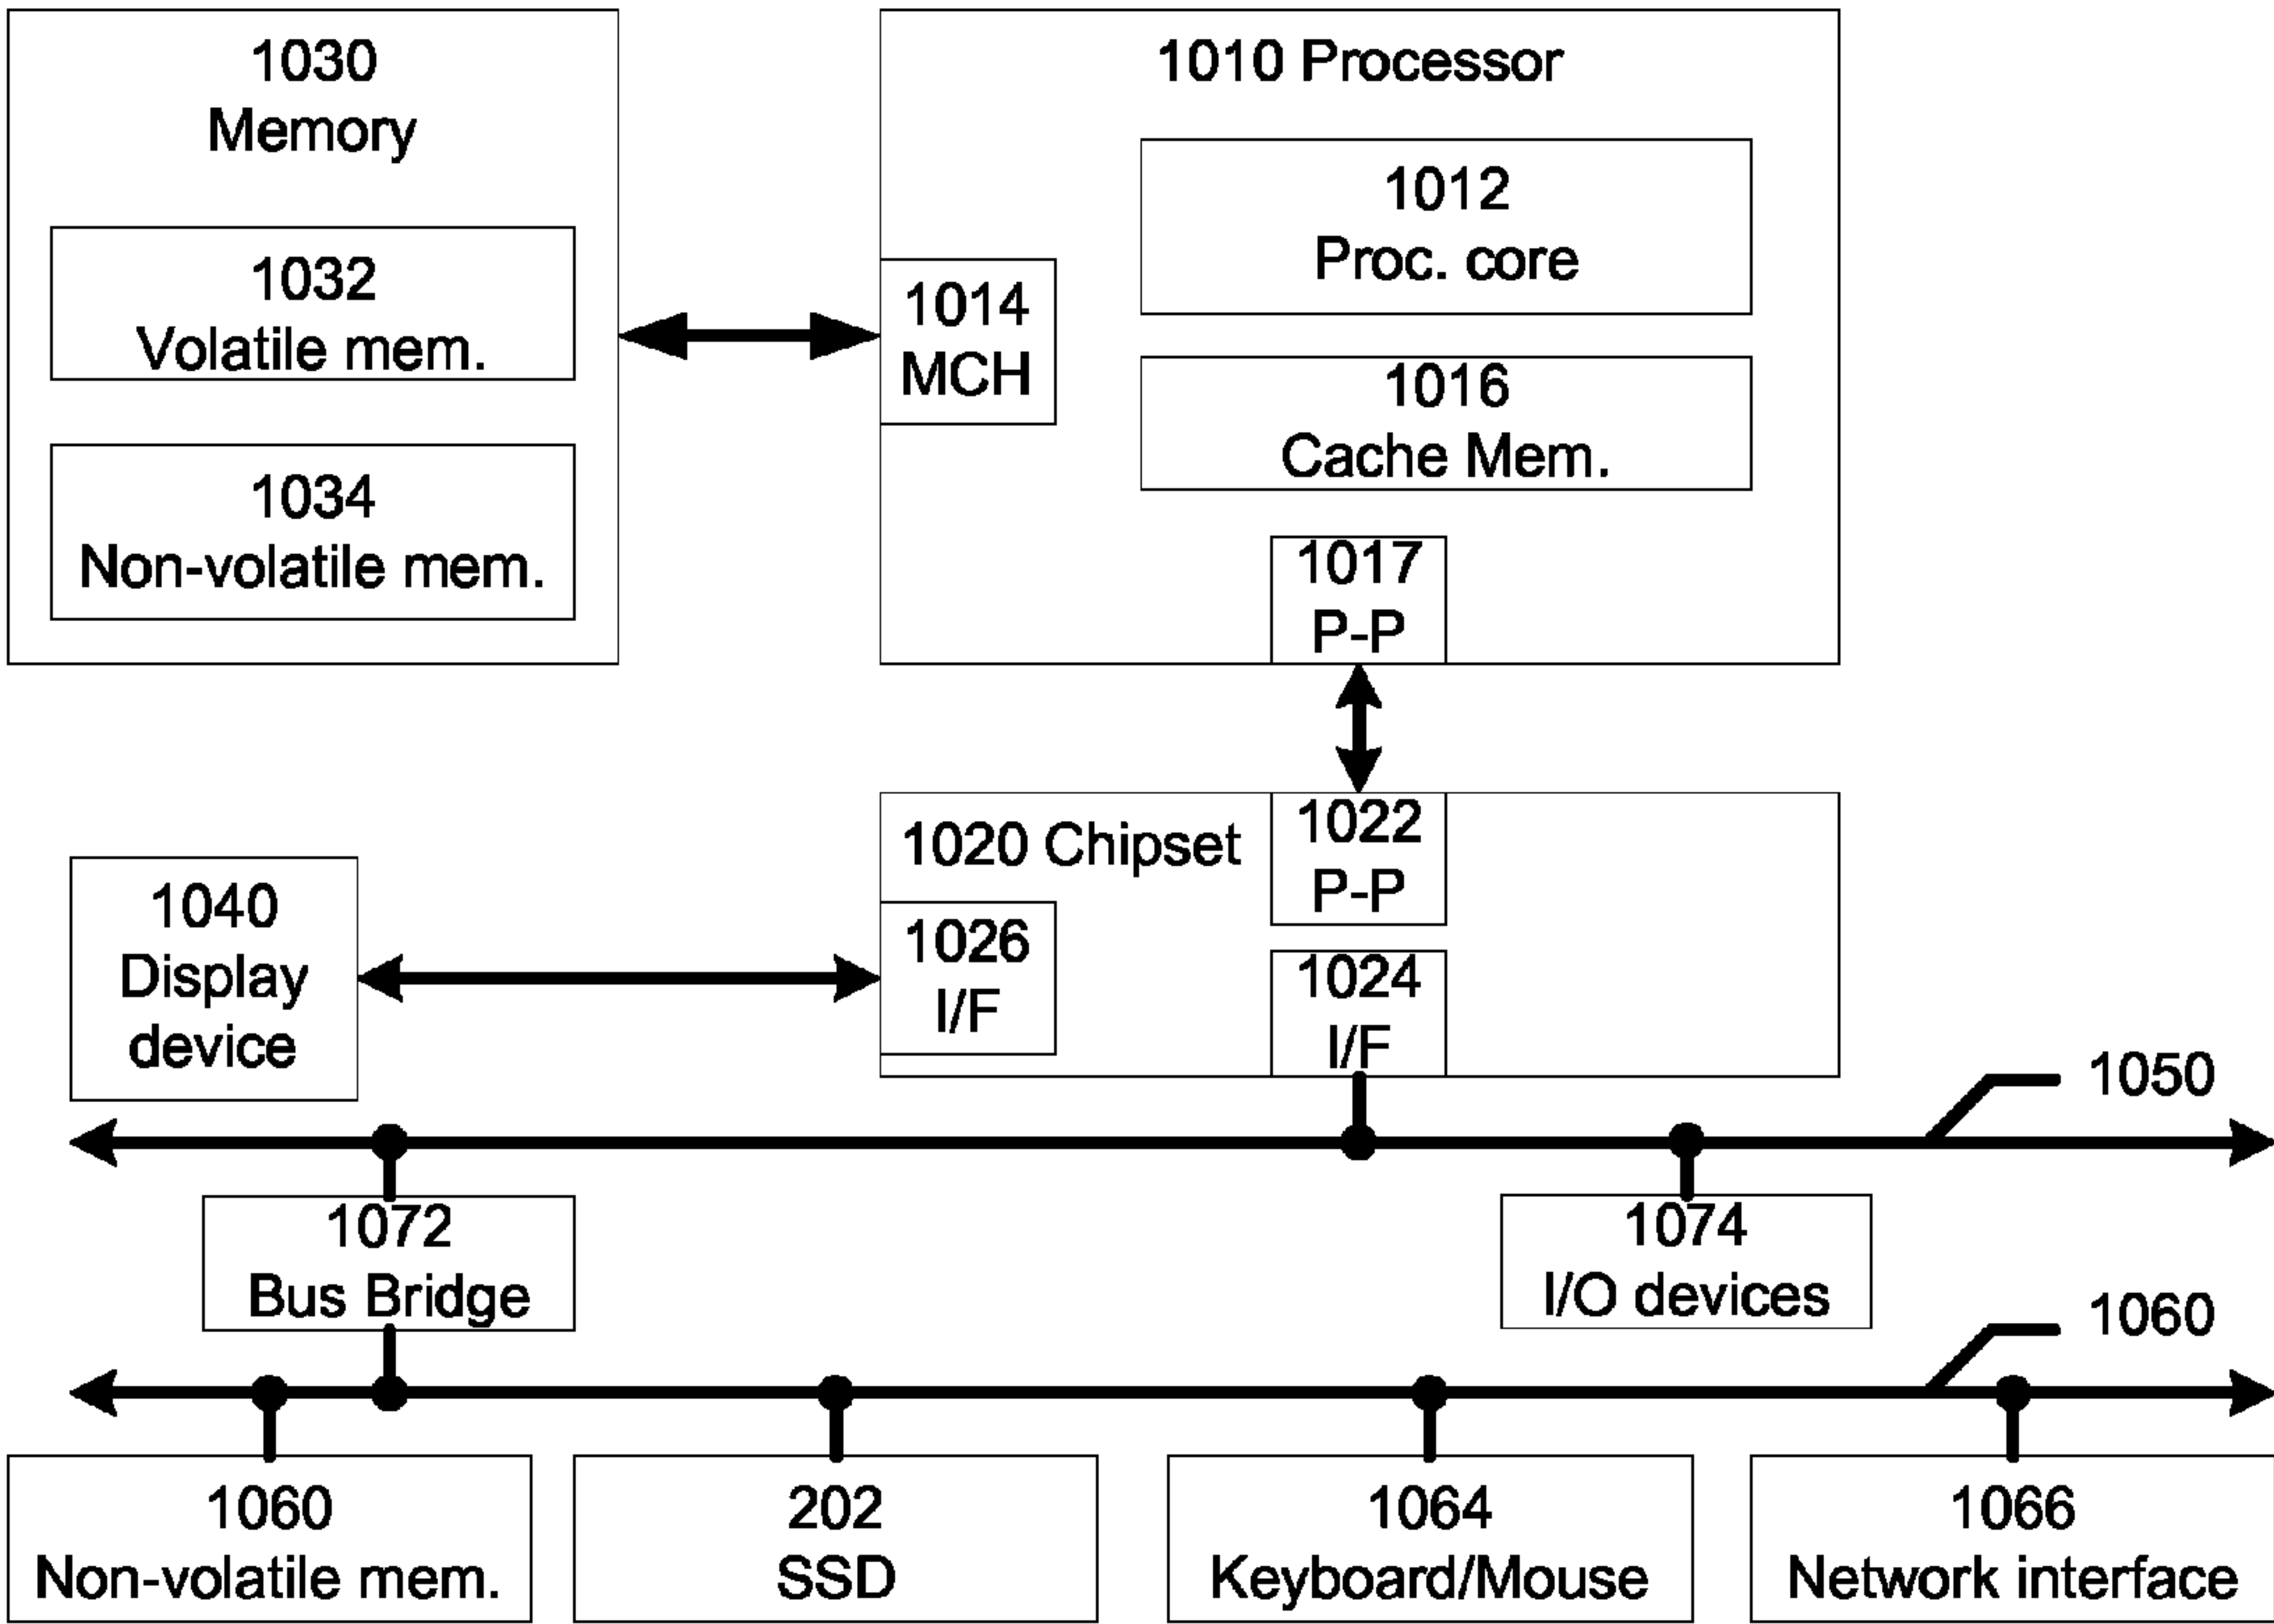 1030
Memory
1032
Volatile mem.
1034
Non-volatile mem.
1010 Processor
1012
Proc. core
1014
MCH
1016
Cache Mem.
1017
P-P
1020 Chipset
1022
P-P
1026
I/F
1024
I/F
1040
Display
device
1050
1072
Bus Bridge
1074
I/O devices
1060
1060
Non-volatile mem.
202
SSD
1064
Keyboard/Mouse
1066
Network interface